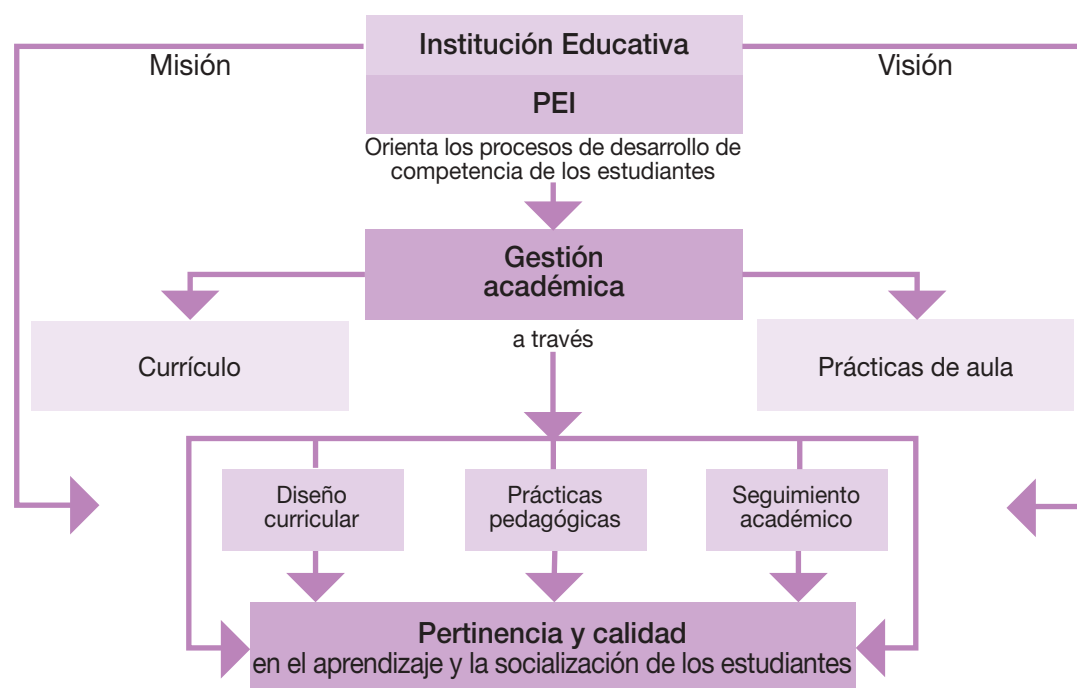 Institución Educativa
Misión
Visión
PEI
Orienta los procesos de desarrollo de
competencia de los estudiantes
Gestión
académica
a través
Currículo
Prácticas de aula
Diseño
curricular
Prácticas
pedagógicas
Seguimiento
académico
Pertinencia y calidad
en el aprendizaje y la socialización de los estudiantes